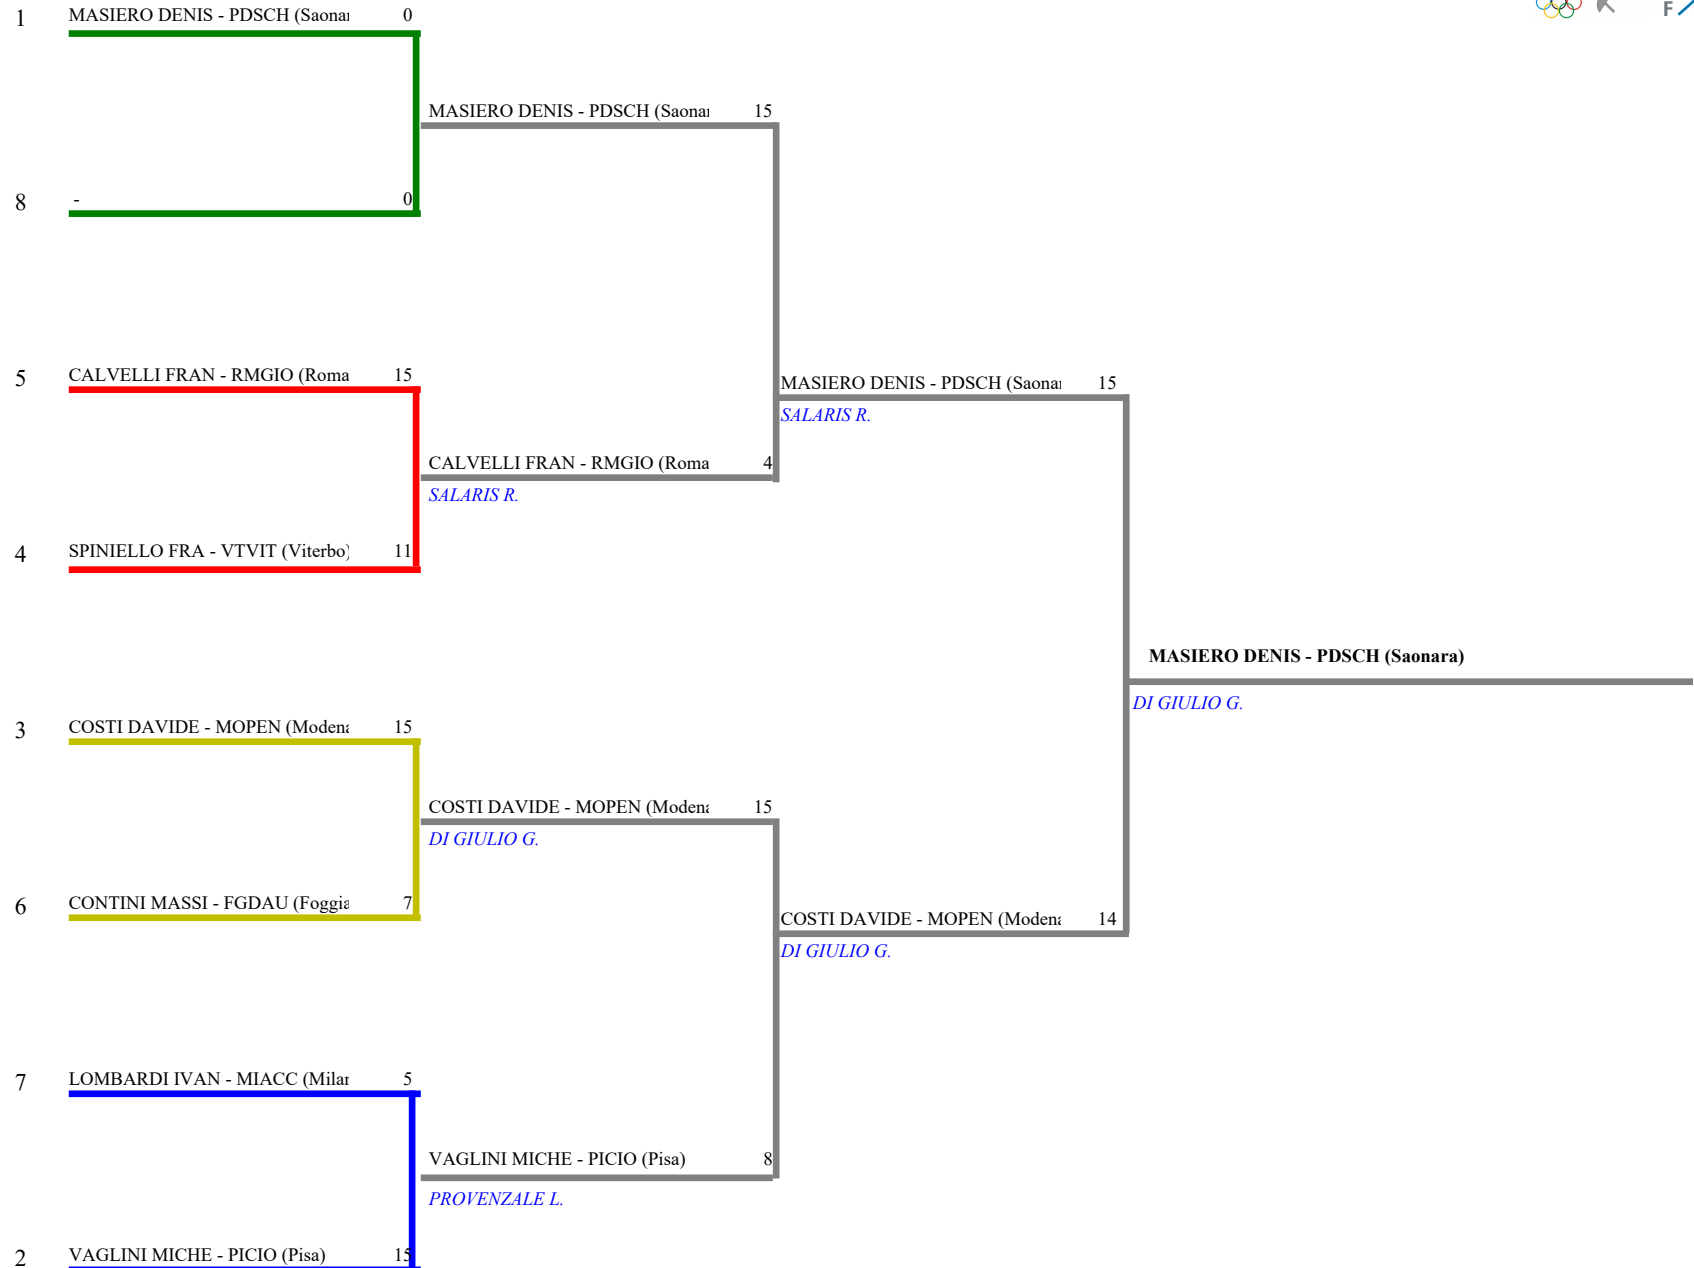 1 MASIERO DENIS - PDSCH (Saonar 0
MASIERO DENIS - PDSCH (Saonar 15
8 - 0
5 CALVELLI FRAN - RMGIO (Roma 15
MASIERO DENIS - PDSCH (Saonar 15
SALARIS R.
CALVELLI FRAN - RMGIO (Roma 4
SALARIS R.
4 SPINIELLO FRA - VTVIT (Viterbo) 11
MASIERO DENIS - PDSCH (Saonara)
DI GIULIO G.
3 COSTI DAVIDE - MOPEN (Modena 15
COSTI DAVIDE - MOPEN (Modena 15
DI GIULIO G.
6 CONTINI MASSI - FGDAU (Foggia 7
COSTI DAVIDE - MOPEN (Modena 14
DI GIULIO G.
7 LOMBARDI IVAN - MIACC (Milan 5
VAGLINI MICHE - PICIO (Pisa) 8
PROVENZALE L.
2 VAGLINI MICHE - PICIO (Pisa) 15
F